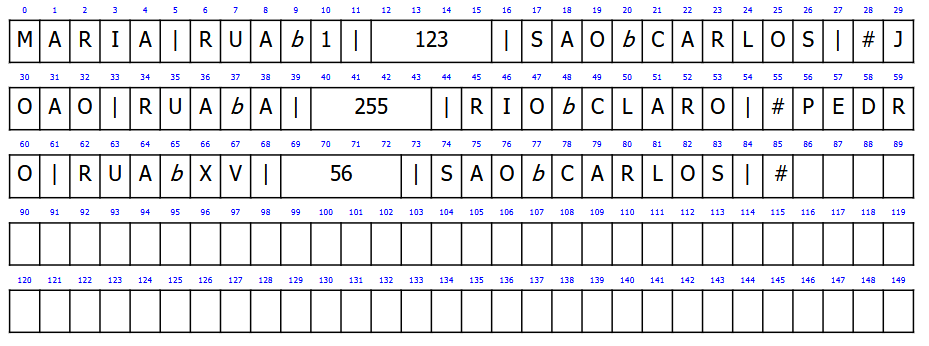 0 1 2 3 4 5 6 7 8 9 10 11 12 13 14 15 16 17 18 19 20 21 22 23 24 25 26 27 28 29
M A R I A | R U A b 1 | 123 | S A O b C A R L O S | # J
30 31 32 33 34 35 36 37 38 39 40 41 42 43 44 45 46 47 48 49 50 51 52 53 54 55 56 57 58 59
O A O | R U A b A | 255 | R I O b C L A R O | # P E D R
60 61 62 63 64 65 66 67 68 69 70 71 72 73 74 75 76 77 78 79 80 81 82 83 84 85 86 87 88 89
O | R U A b X V | 56 | S A O b C A R L O S | #
90 91 92 93 94 95 96 97 98 99 100 101 102 103 104 105 106 107 108 109 110 111 112 113 114 115 116 117 118 119
120 121 122 123 124 125 126 127 128 129 130 131 132 133 134 135 136 137 138 139 140 141 142 143 144 145 146 147 148 149